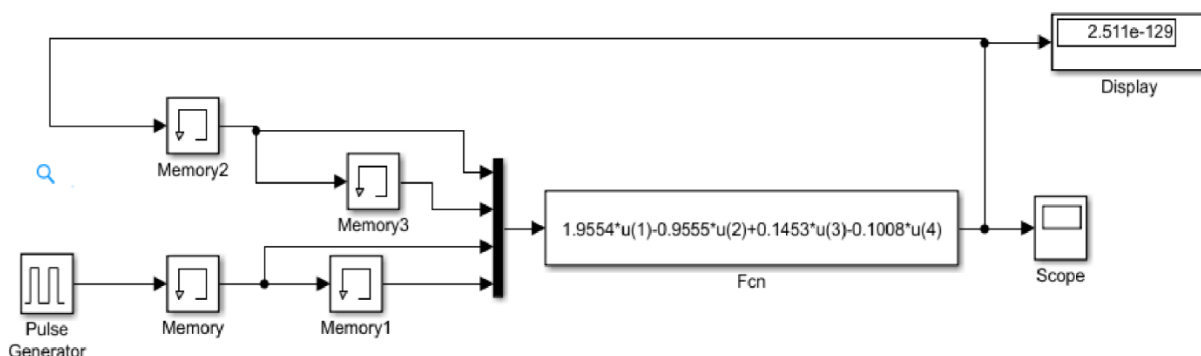 2.511e-129
Display
Memory2
Memory3
1.9554*u(1)-0.9555*u(2)+0.1453*u(3)-0.1008*u(4)
Fcn
Scope
Pulse
Generator
Memory
Memory1